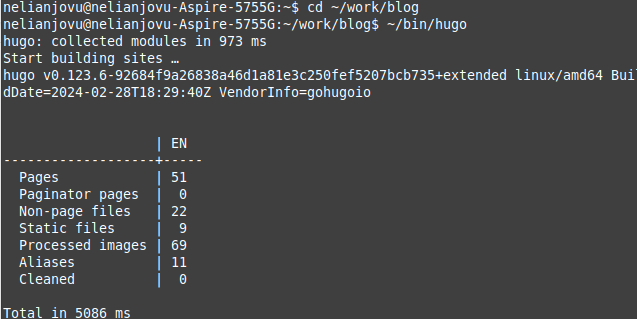 nelianjovu@nelianjovu-Aspire-5755G:~$ cd ~/work/blog
nelianjovu@nelianjovu-Aspire-5755G:~/work/blog$ ~/bin/hugo
hugo: collected modules in 973 ms
Start building sites …
hugo v0.123.6-92684f9a26838a46d1a81e3c250fef5207bcb735+extended linux/amd64 Buil
dDate=2024-02-28T18:29:40Z VendorInfo=gohugoio
                   | EN
-------------------+-----
  Pages            | 51
  Paginator pages  |  0
  Non-page files   | 22
  Static files     |  9
  Processed images | 69
  Aliases          | 11
  Cleaned          |  0
Total in 5086 ms